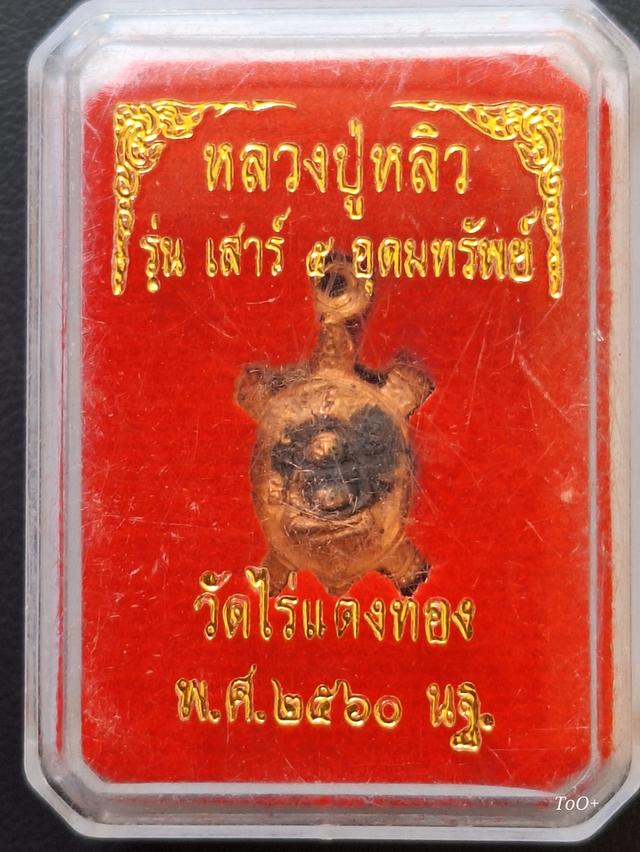 หลวงปู่หลิว
รุ่น เสาร์ ๕ อุดมทรัพย์
วัดไร่แตงทอง
พ.ศ.๒๕๖๐ นฐ.
ToO+